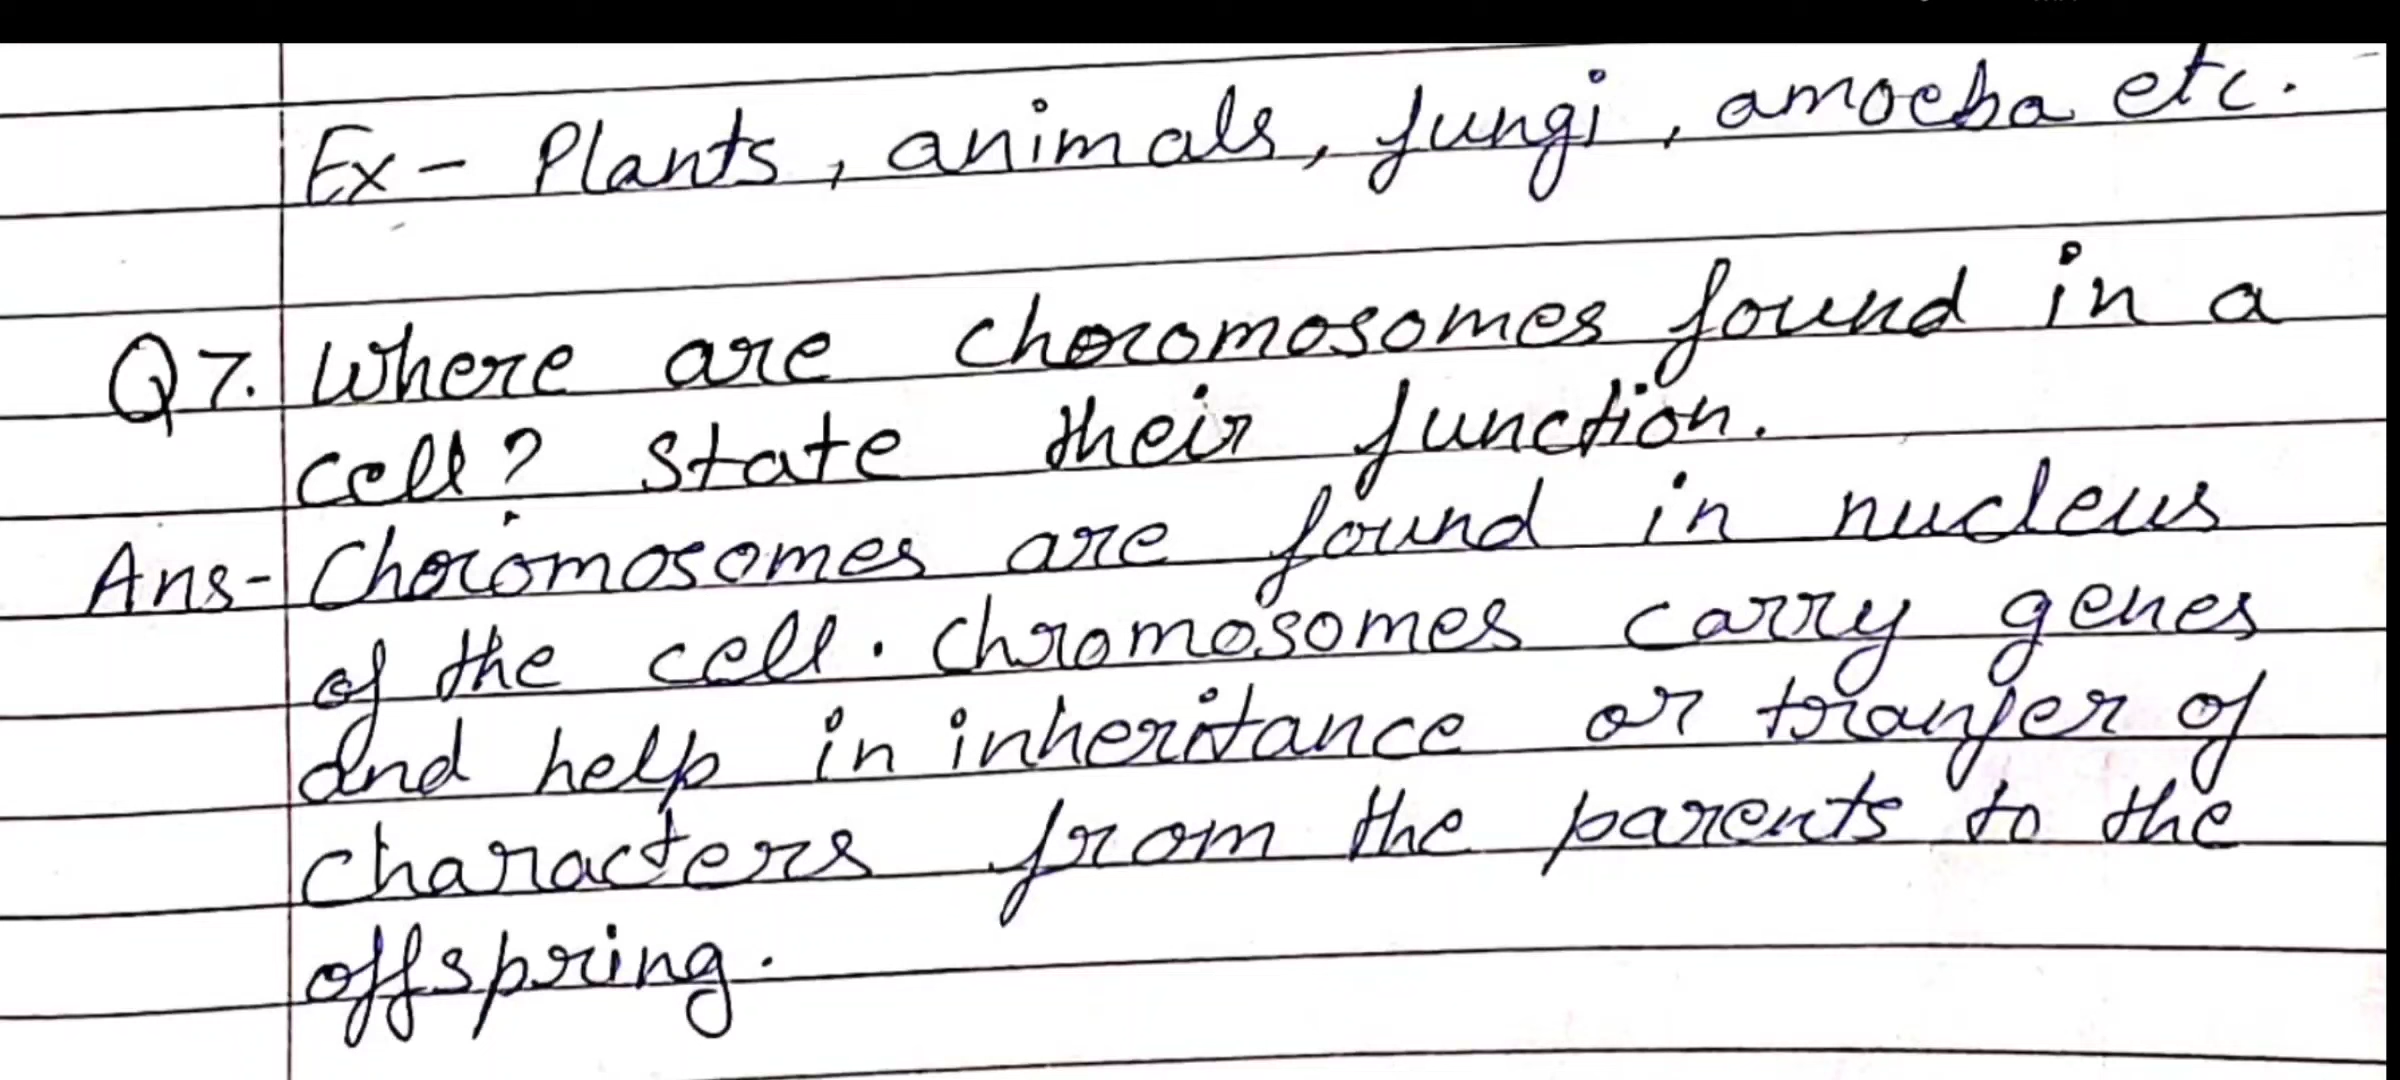 Ex - Plants, animals, fungi, amoeba etc.
Q7. Where are choromosomes found in a
cell? State their function.
Ans- Choromosomes are found in nucleus
of the cell. Chromosomes carry genes
and help in inheritance or tranfer of
characters from the parents to the
offspring.